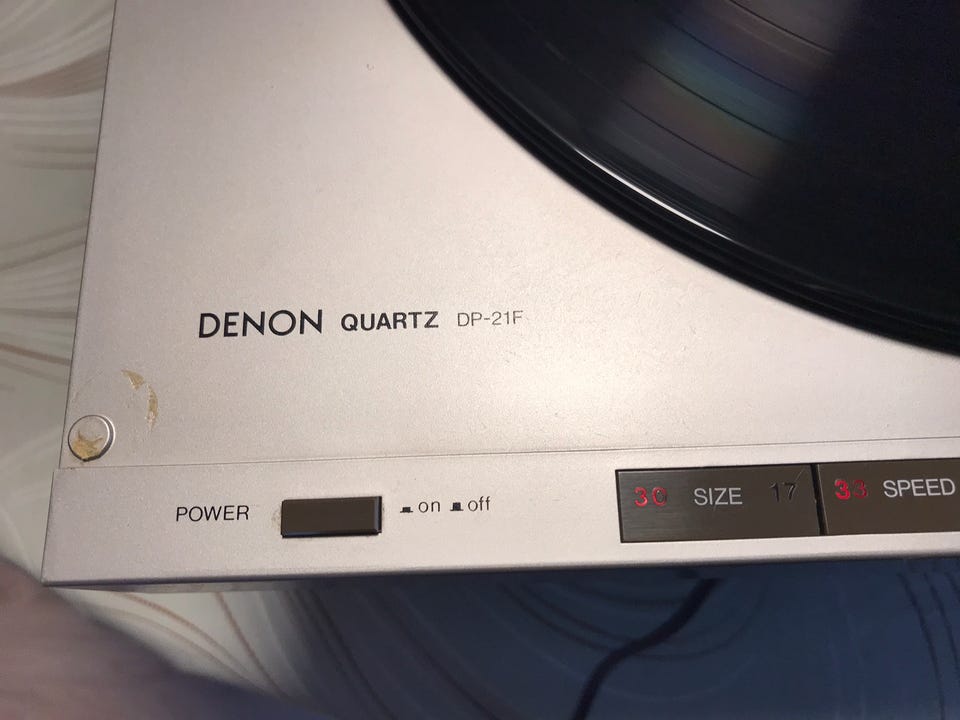 DENON QUARTZ DP-21F
POWER on off
30 SIZE 17 33 SPEED